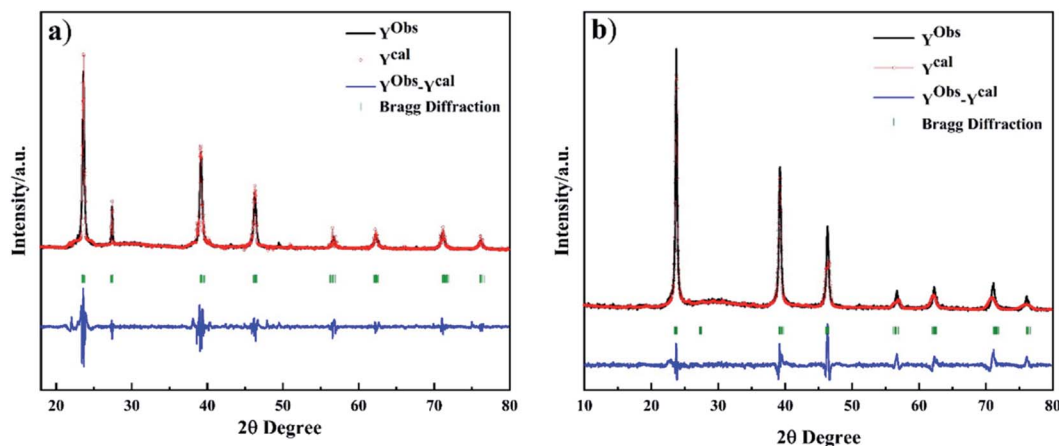 a)
Y^Obs
Y^cal
Y^Obs-Y^cal
Bragg Diffraction
Intensity/a.u.
20 30 40 50 60 70 80
2θ Degree
b)
Y^Obs
Y^cal
Y^Obs-Y^cal
Bragg Diffraction
Intensity/a.u.
10 20 30 40 50 60 70 80
2θ Degree